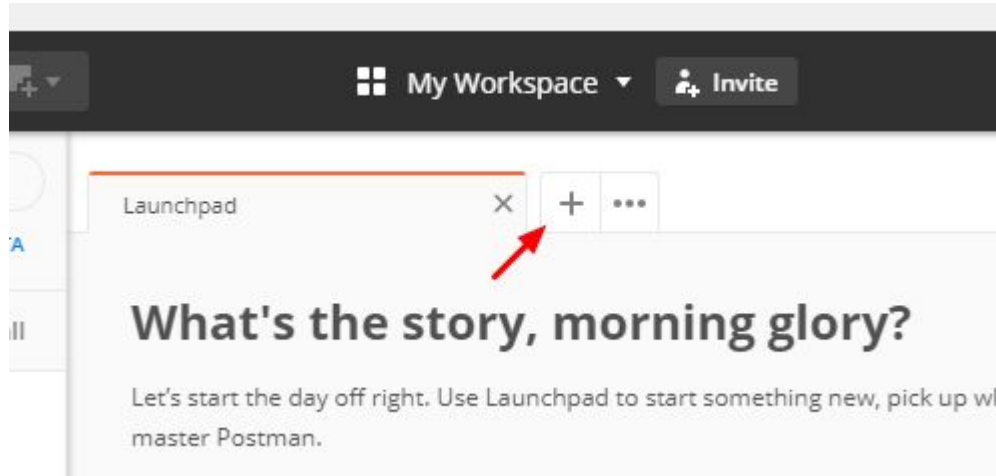 My Workspace
Invite
Launchpad
What's the story, morning glory?
Let's start the day off right. Use Launchpad to start something new, pick up
master Postman.